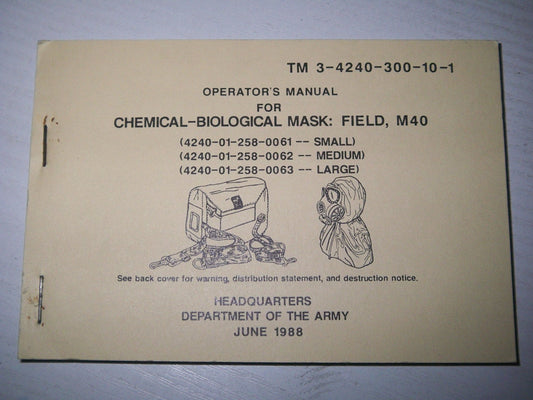 TM 3-4240-300-10-1
OPERATOR'S MANUAL
FOR
CHEMICAL-BIOLOGICAL MASK: FIELD, M40
(4240-01-258-0061 -- SMALL)
(4240-01-258-0062 -- MEDIUM)
(4240-01-258-0063 -- LARGE)
See back cover for warning, distribution statement, and destruction notice.
HEADQUARTERS
DEPARTMENT OF THE ARMY
JUNE 1988